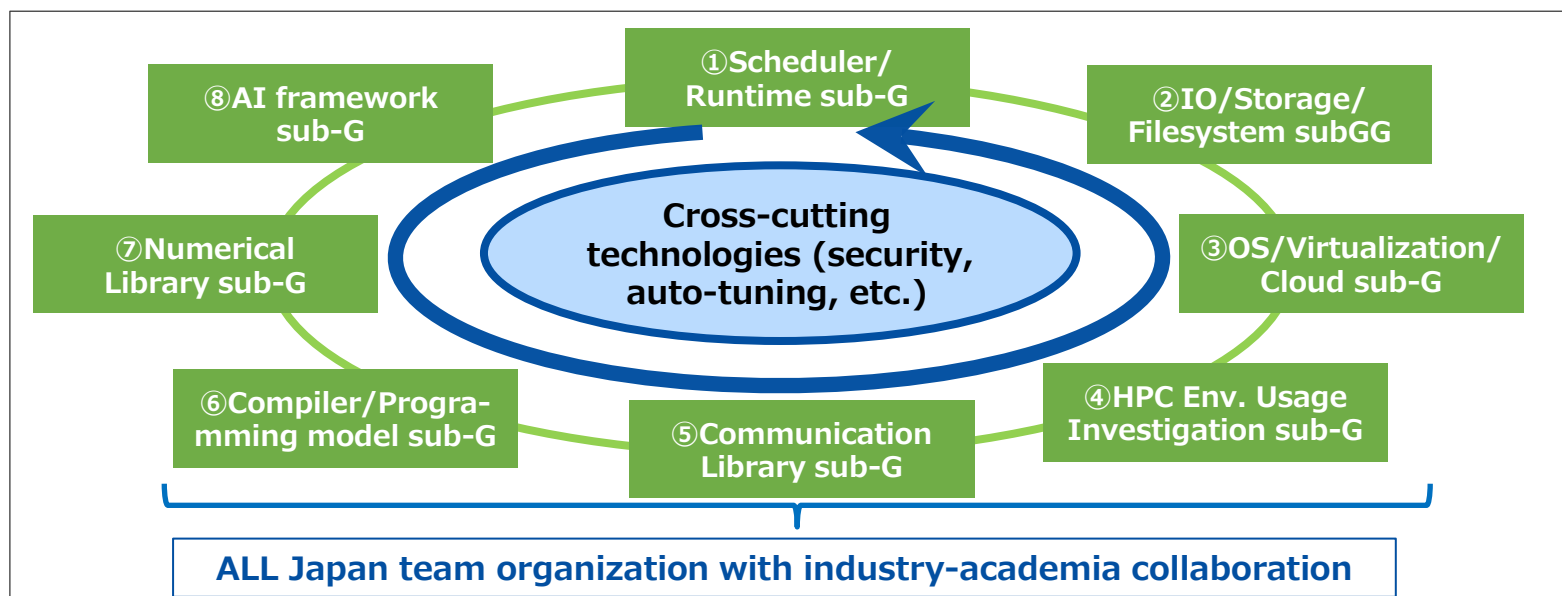 ①Scheduler/
Runtime sub-G
②IO/Storage/
Filesystem subGG
③OS/Virtualization/
Cloud sub-G
④HPC Env. Usage
Investigation sub-G
⑤Communication
Library sub-G
⑥Compiler/Progra-
mming model sub-G
⑦Numerical
Library sub-G
⑧AI framework
sub-G
Cross-cutting
technologies (security,
auto-tuning, etc.)
ALL Japan team organization with industry-academia collaboration